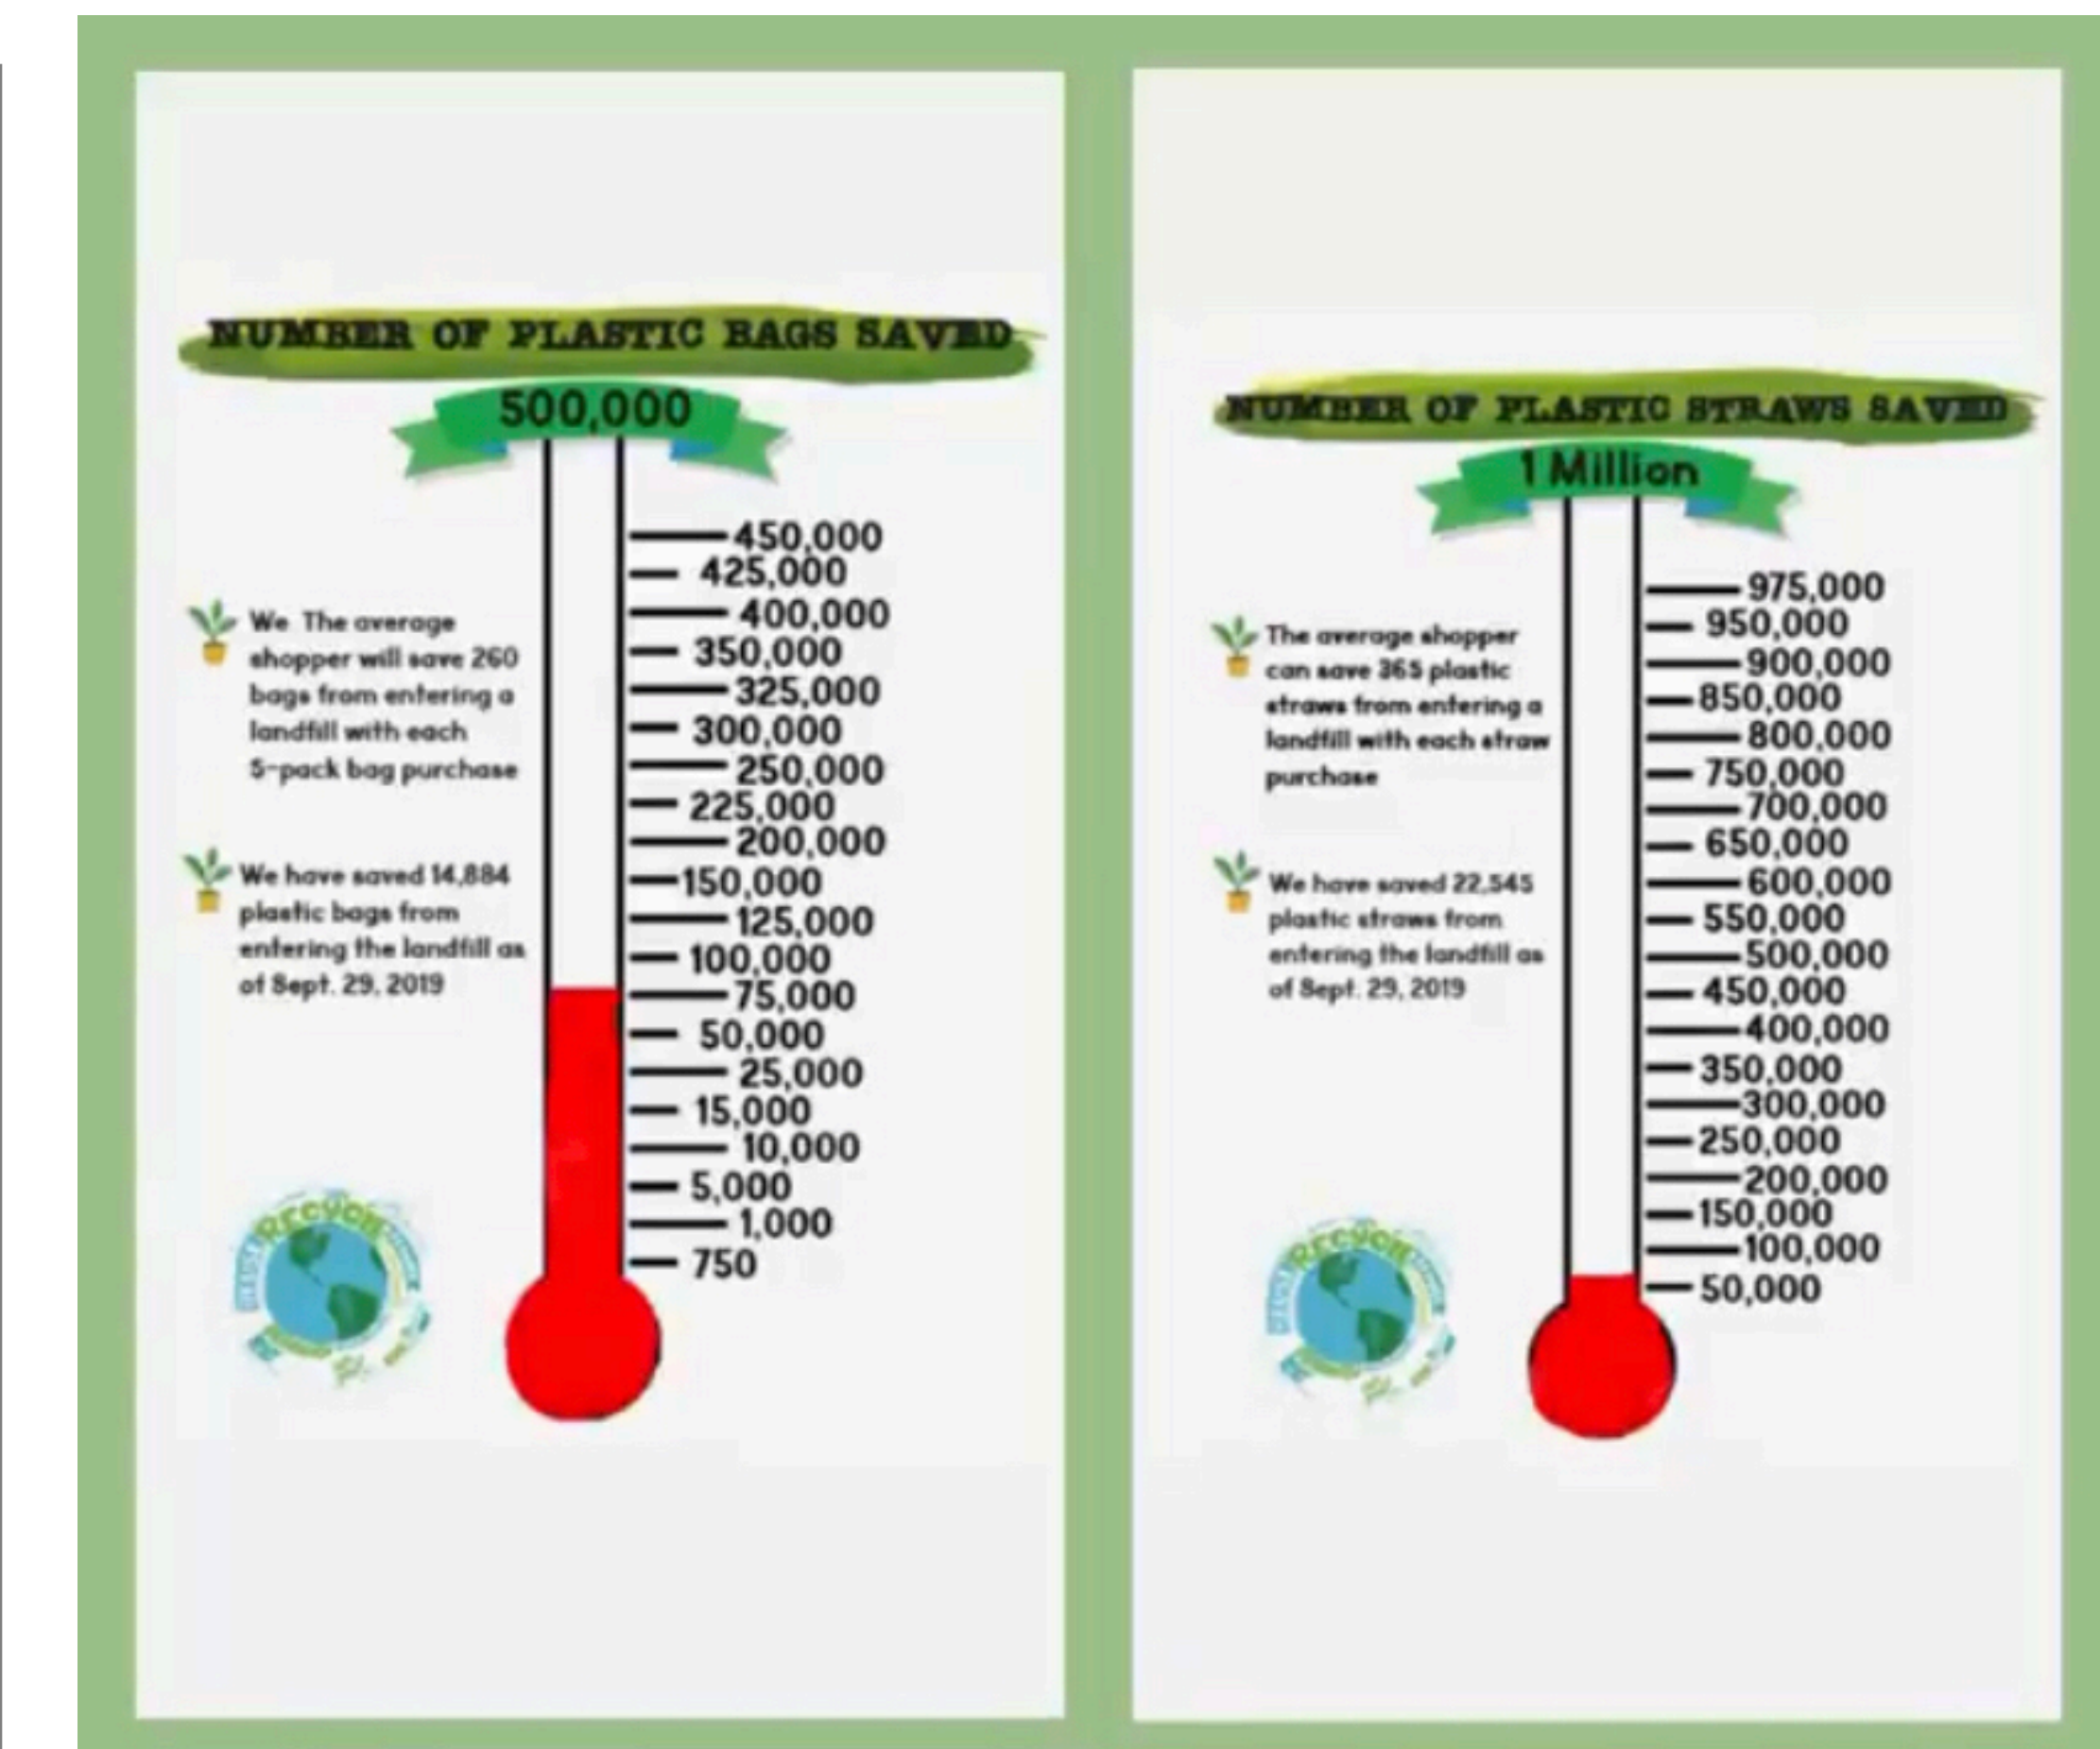 NUMBER OF PLASTIC BAGS SAVED
500,000
450,000
425,000
400,000
350,000
325,000
300,000
250,000
225,000
200,000
150,000
125,000
100,000
75,000
50,000
25,000
15,000
10,000
5,000
1,000
750
We The average
shopper will save 260
bags from entering a
landfill with each
5-pack bag purchase
We have saved 14,884
plastic bags from
entering the landfill as
of Sept. 29, 2019
RECYCLE
NUMBER OF PLASTIC STRAWS SAVED
1 Million
975,000
950,000
900,000
850,000
800,000
750,000
700,000
650,000
600,000
550,000
500,000
450,000
400,000
350,000
300,000
250,000
200,000
150,000
100,000
50,000
The average shopper
can save 365 plastic
straws from entering a
landfill with each straw
purchase
We have saved 22,545
plastic straws from
entering the landfill as
of Sept. 29, 2019
RECYCLE